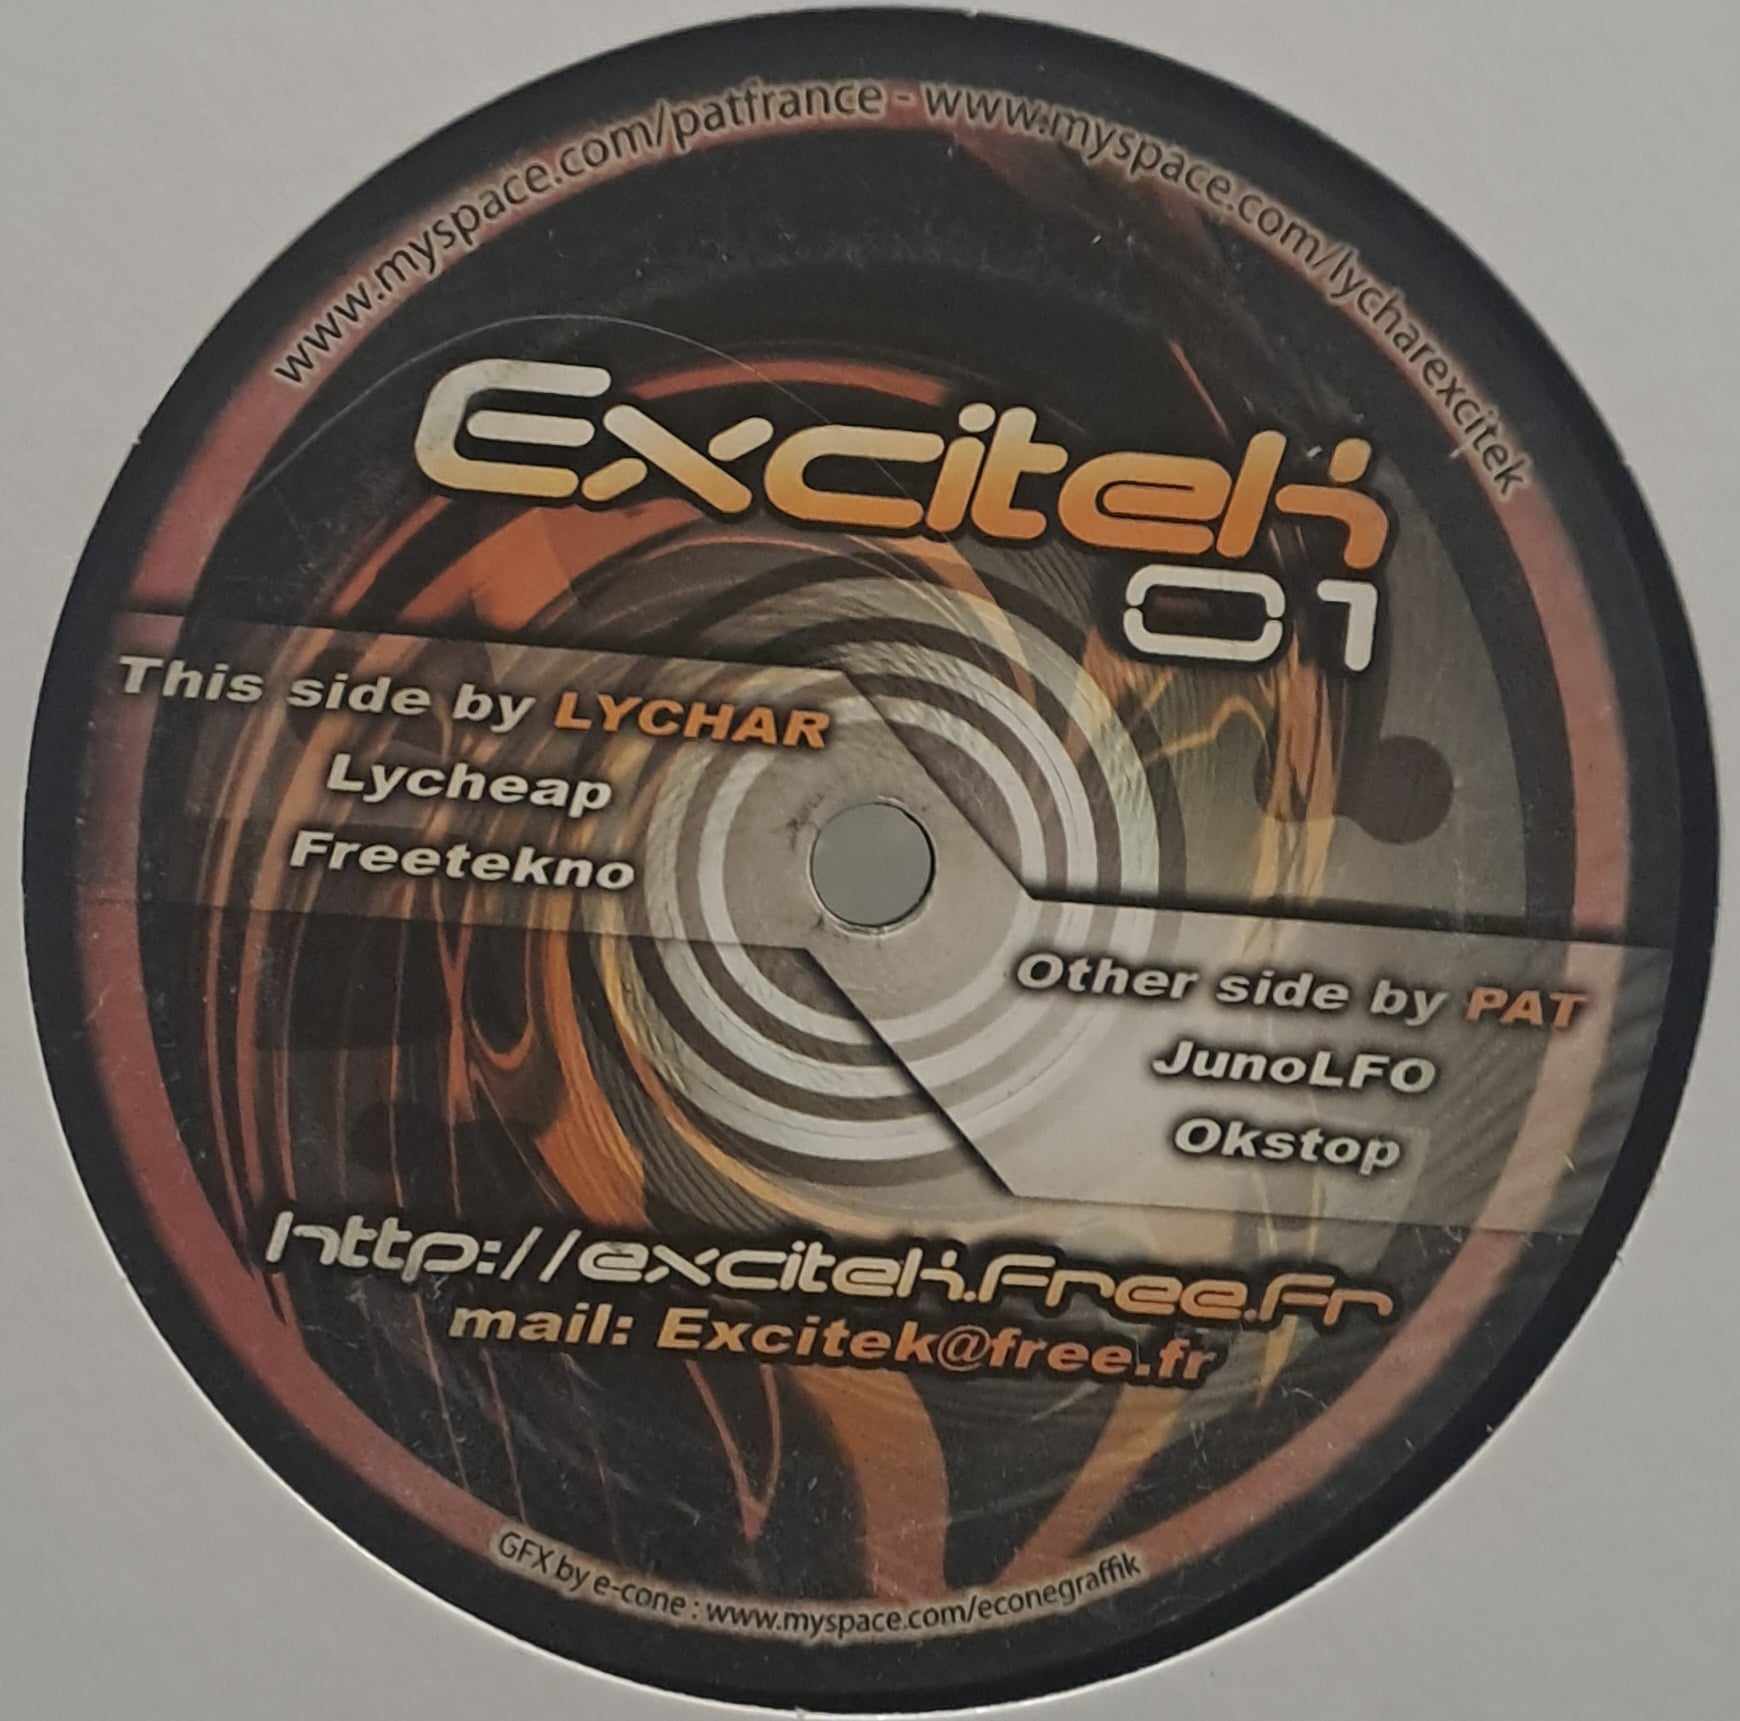 www.myspace.com/patfrance - www.myspace.com/lycharexcitek
Excitek
01
This side by LYCHAR
Lycheap
Freetekno
Other side by PAT
JunoLFO
Okstop
http://excitek.free.fr
mail: Excitek@free.fr
GFX by e-cone : www.myspace.com/econegraffik